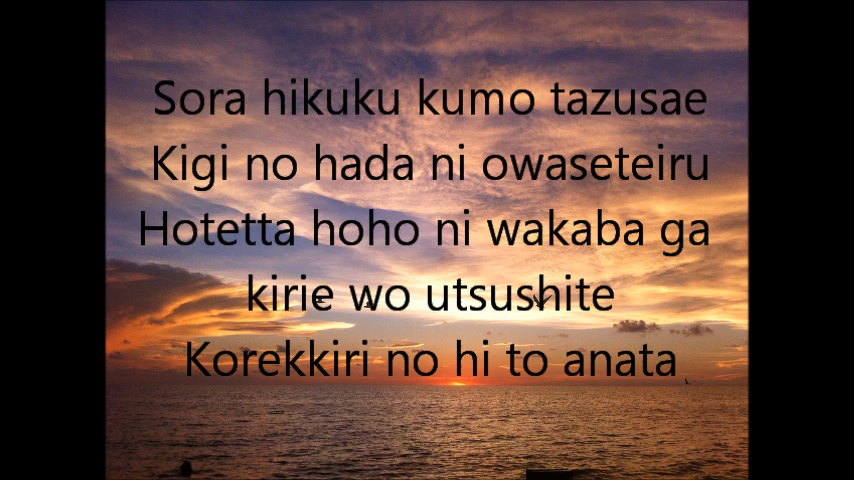 Sora hikuku kumo tazusae
Kigi no hada ni owaseteiru
Hotetta hoho ni wakaba ga
kirie wo utsushite
Korekkiri no hi to anata